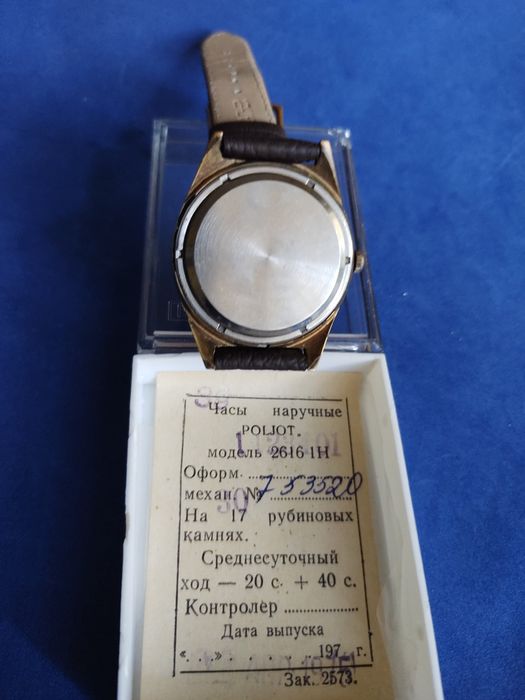 Часы наручные
POLJOT.
модель 2616 1Н
Оформ.
механ. № 753520
На 17 рубиновых
камнях.
Среднесуточный
ход — 20 с. + 40 с.
Контролер
Дата выпуска
« . . .» 197 г.
Зак. 2573.